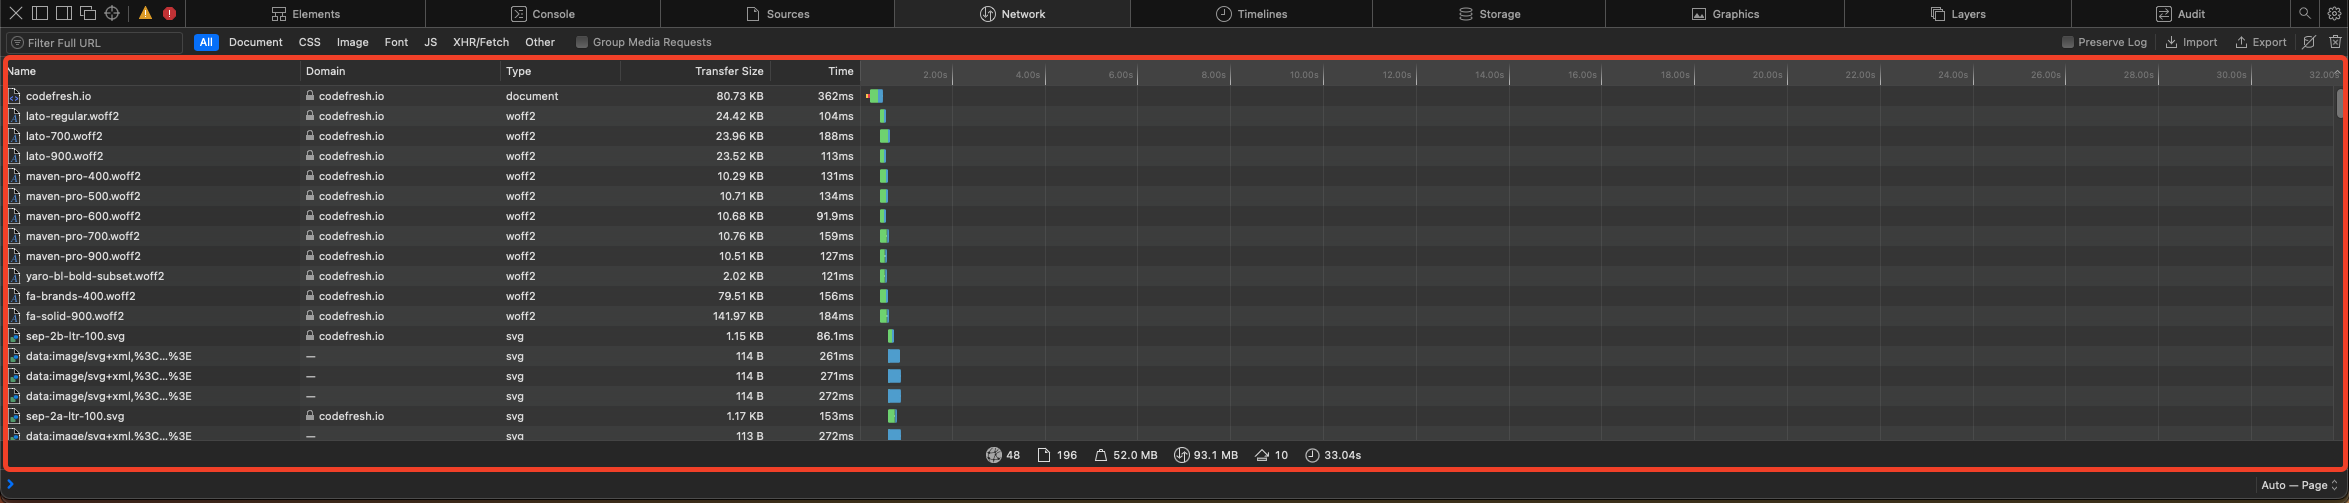 Elements Console Sources Network Timelines Storage Graphics Layers Audit
Filter Full URL All Document CSS Image Font JS XHR/Fetch Other Group Media Requests Preserve Log Import Export
Name Domain Type Transfer Size Time 2.00s 4.00s 6.00s 8.00s 10.00s 12.00s 14.00s 16.00s 18.00s 20.00s 22.00s 24.00s 26.00s 28.00s 30.00s 32.00s
codefresh.io codefresh.io document 80.73 KB 362ms
lato-regular.woff2 codefresh.io woff2 24.42 KB 104ms
lato-700.woff2 codefresh.io woff2 23.96 KB 188ms
lato-900.woff2 codefresh.io woff2 23.52 KB 113ms
maven-pro-400.woff2 codefresh.io woff2 10.29 KB 131ms
maven-pro-500.woff2 codefresh.io woff2 10.71 KB 134ms
maven-pro-600.woff2 codefresh.io woff2 10.68 KB 91.9ms
maven-pro-700.woff2 codefresh.io woff2 10.76 KB 159ms
maven-pro-900.woff2 codefresh.io woff2 10.51 KB 127ms
yaro-bl-bold-subset.woff2 codefresh.io woff2 2.02 KB 121ms
fa-brands-400.woff2 codefresh.io woff2 79.51 KB 156ms
fa-solid-900.woff2 codefresh.io woff2 141.97 KB 184ms
sep-2b-ltr-100.svg codefresh.io svg 1.15 KB 86.1ms
data:image/svg+xml,%3C...%3E — svg 114 B 261ms
data:image/svg+xml,%3C...%3E — svg 114 B 271ms
data:image/svg+xml,%3C...%3E — svg 114 B 272ms
sep-2a-ltr-100.svg codefresh.io svg 1.17 KB 153ms
data:image/svg+xml,%3C...%3E — svg 113 B 272ms
48 196 52.0 MB 93.1 MB 10 33.04s
Auto — Page